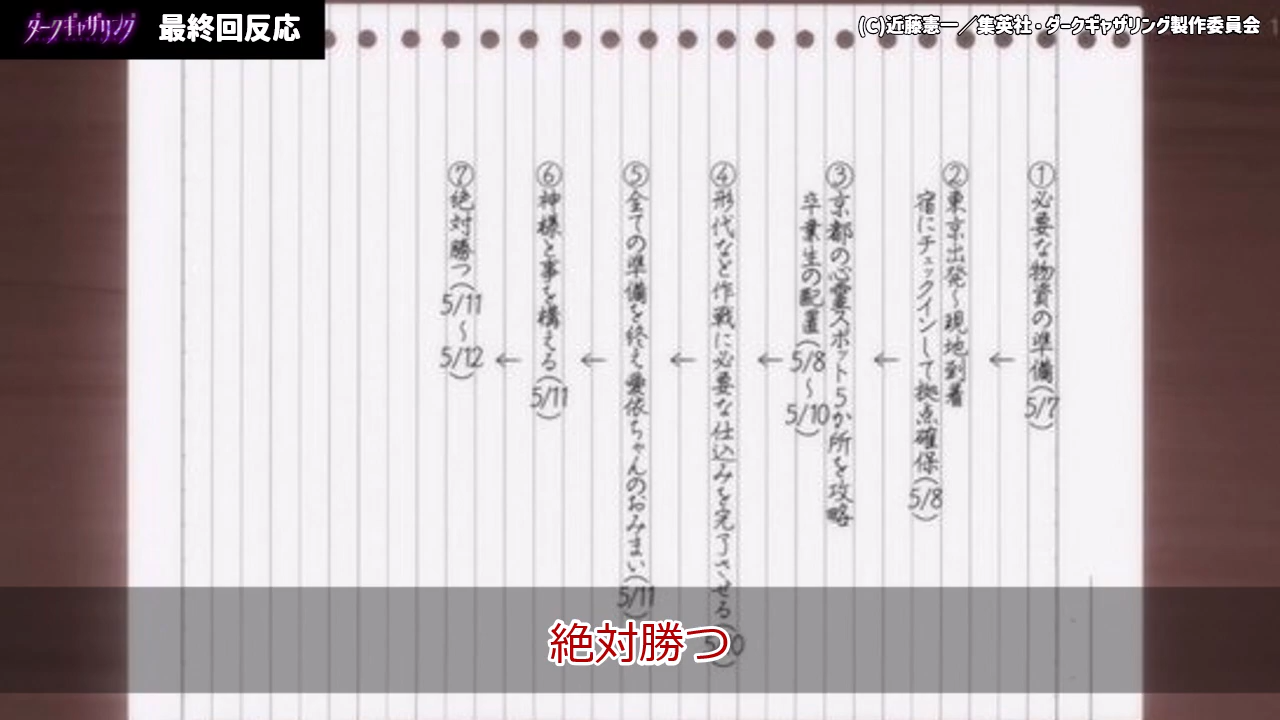 ダークギャザリング
最終回反応
(C)近藤憲一／集英社・ダークギャザリング製作委員会
①必要な物資の準備(5/7)
←
②東京出発〜現地到着
宿にチェックインして拠点確保(5/8)
←
③京都の心霊スポット5か所を攻略
卒業生の配置(5/8〜5/10)
←
④形代など作戦に必要な仕込みを完了させる(5/10)
←
⑤全ての準備を終え愛依ちゃんのおみまい(5/11)
←
⑥神様と事を構える(5/11)
←
⑦絶対勝つ(5/11〜5/12)
絶対勝つ